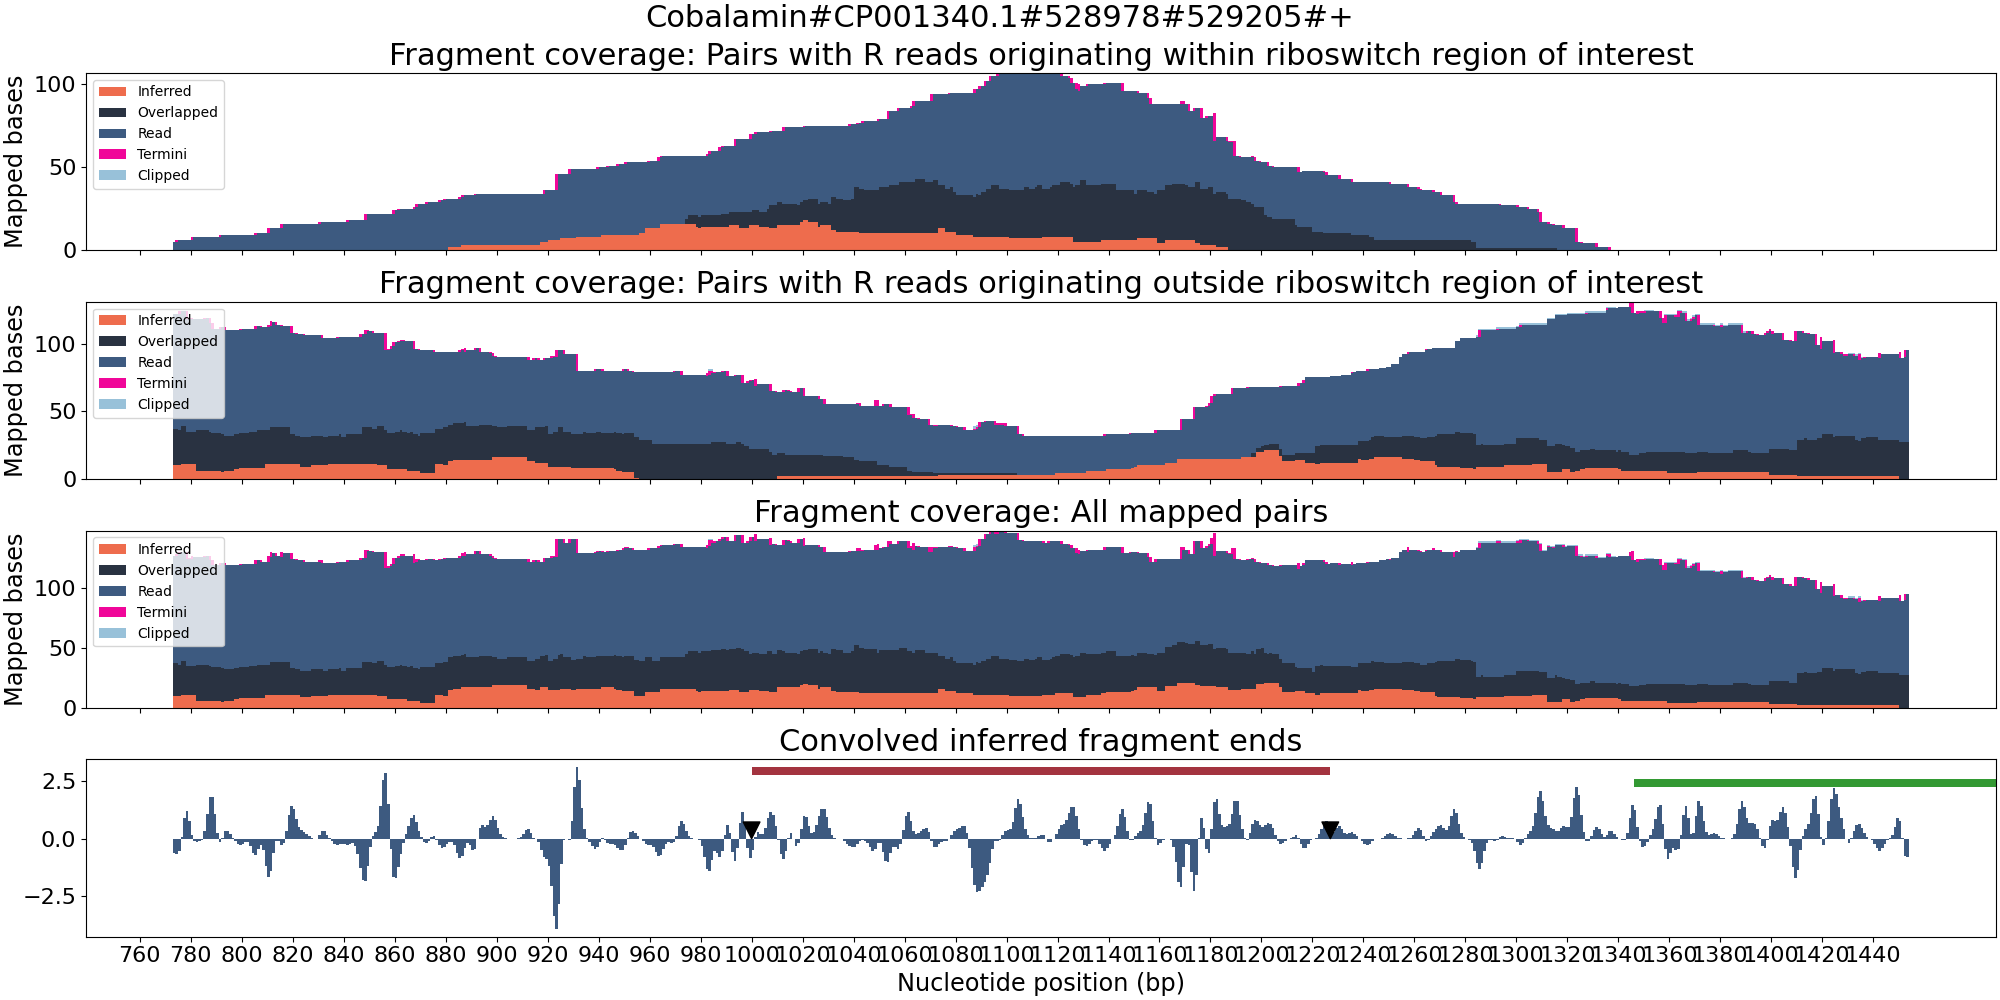 Cobalamin#CP001340.1#528978#529205#+
Fragment coverage: Pairs with R reads originating within riboswitch region of interest
Mapped bases
100
50
0
Inferred
Overlapped
Read
Termini
Clipped
Fragment coverage: Pairs with R reads originating outside riboswitch region of interest
Mapped bases
100
50
0
Inferred
Overlapped
Read
Termini
Clipped
Fragment coverage: All mapped pairs
Mapped bases
100
50
0
Inferred
Overlapped
Read
Termini
Clipped
Convolved inferred fragment ends
2.5
0.0
−2.5
760 780 800 820 840 860 880 900 920 940 960 980 1000 1020 1040 1060 1080 1100 1120 1140 1160 1180 1200 1220 1240 1260 1280 1300 1320 1340 1360 1380 1400 1420 1440
Nucleotide position (bp)